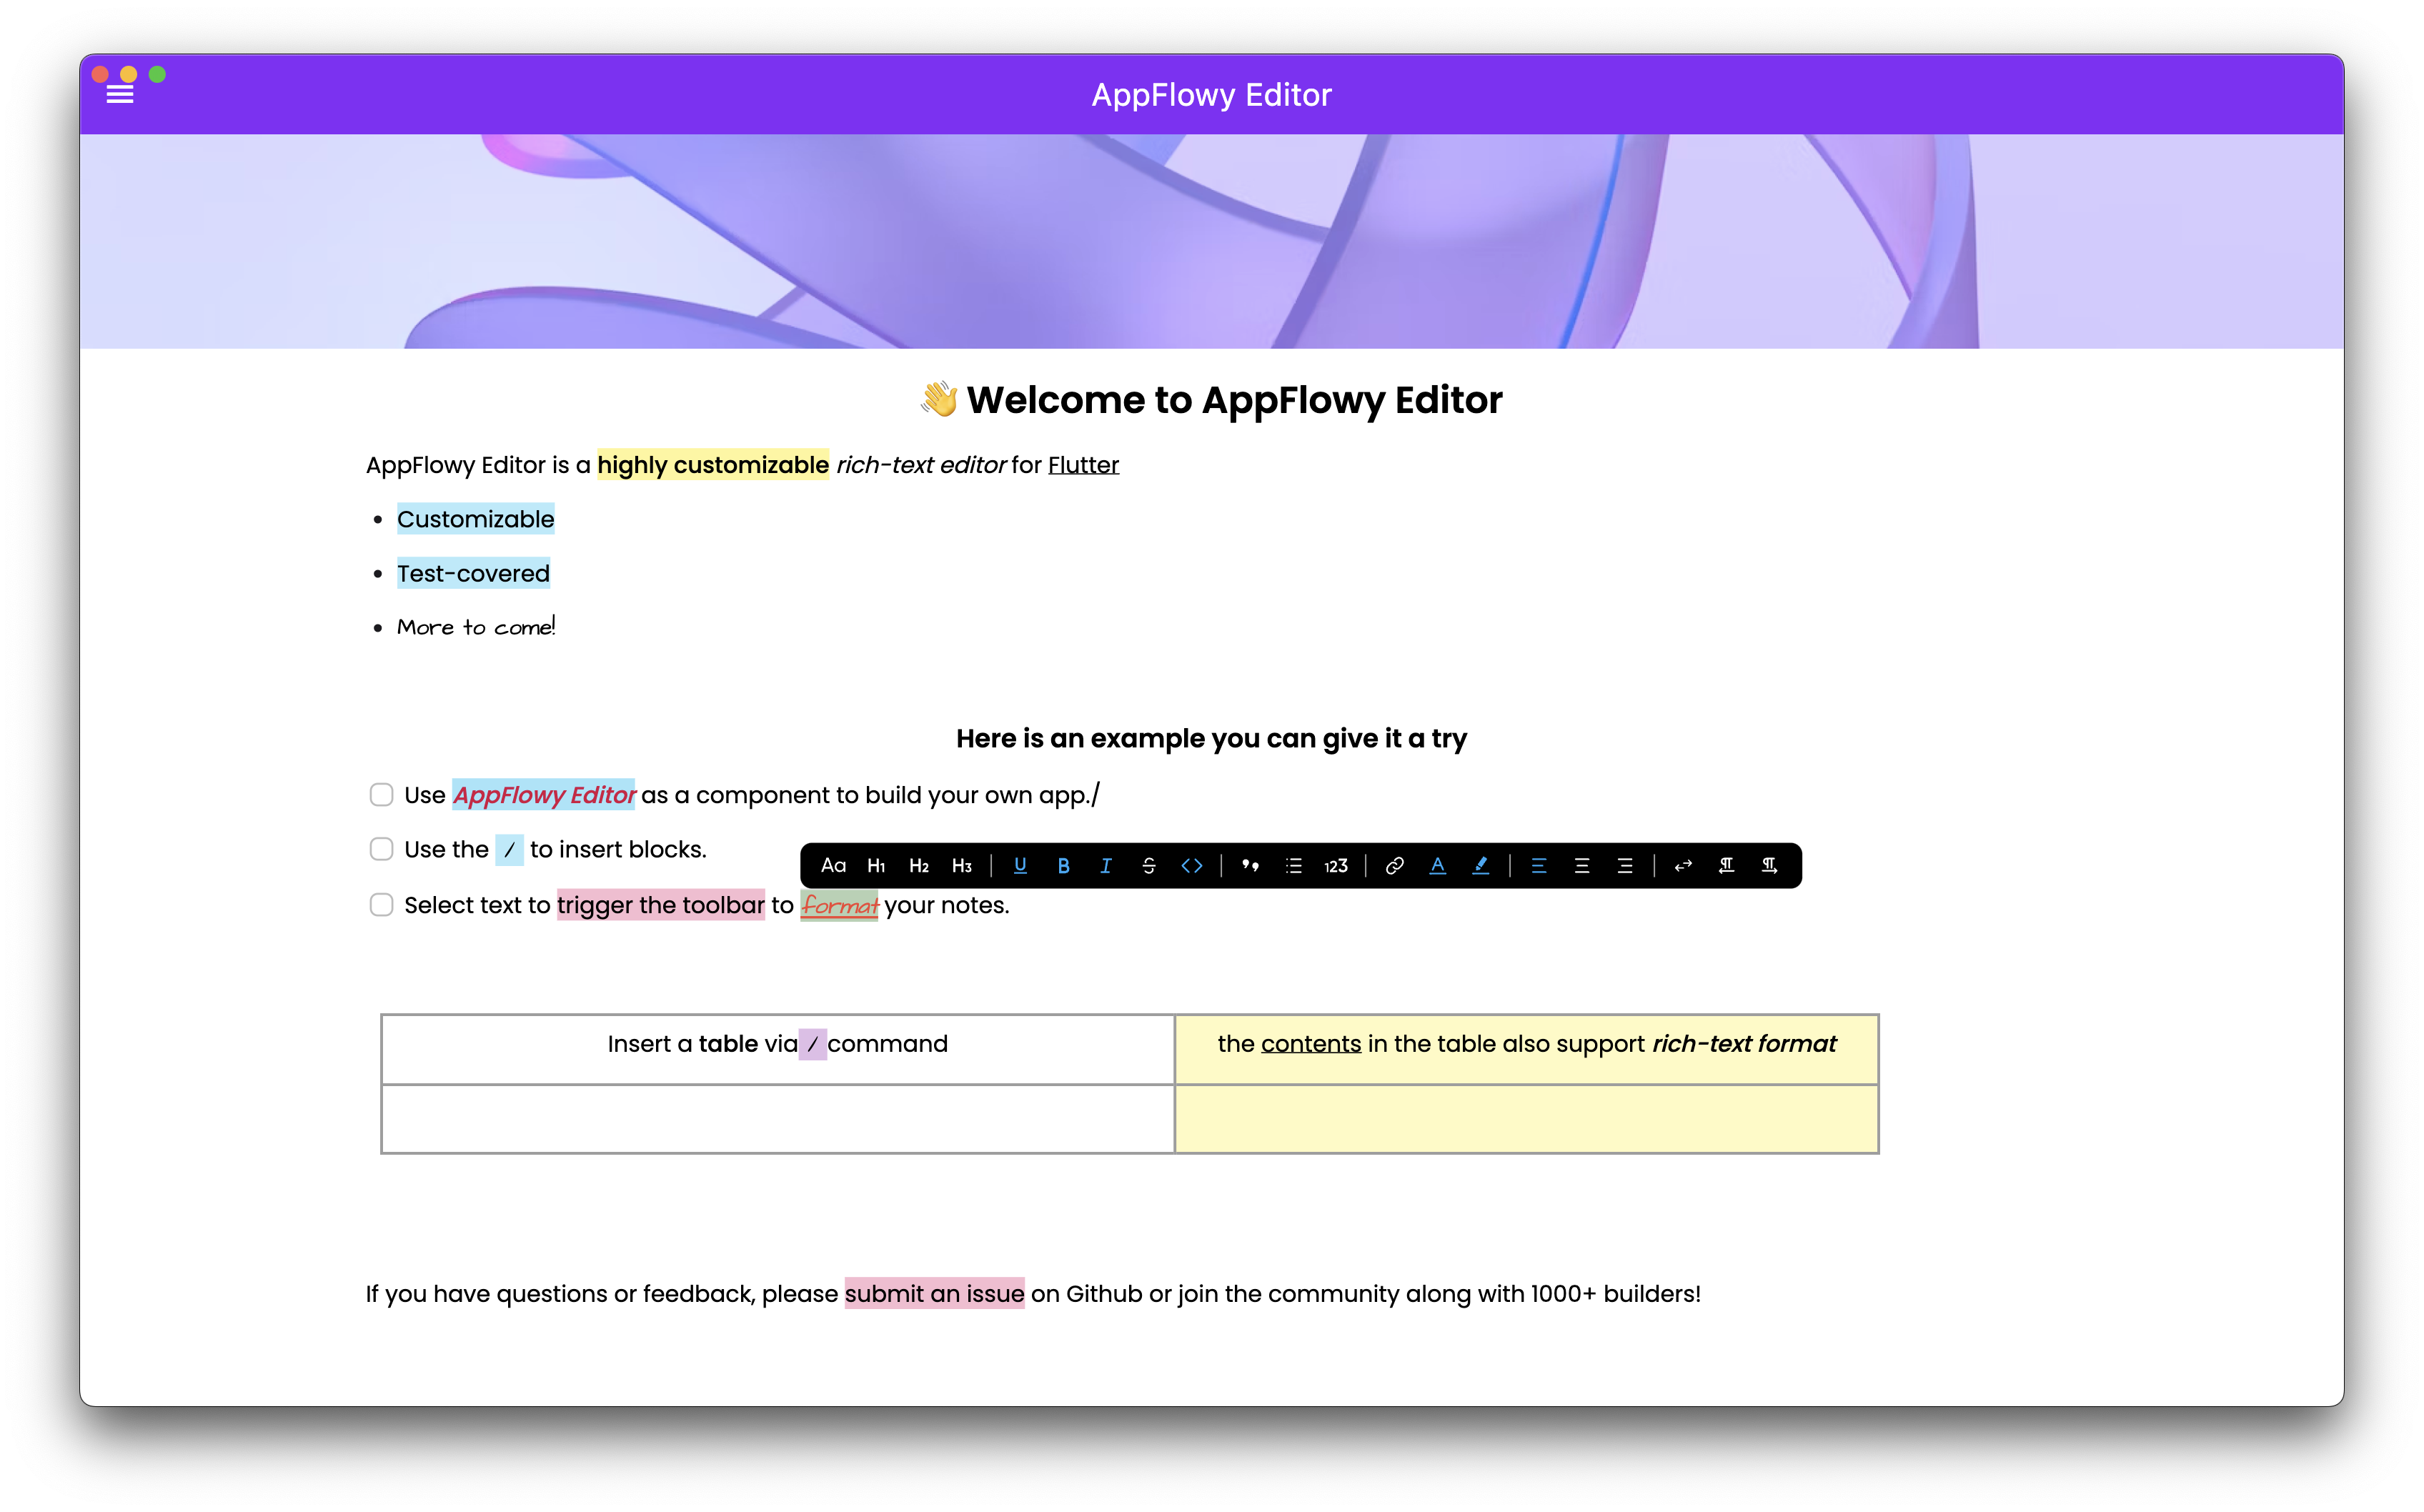 AppFlowy Editor
👋 Welcome to AppFlowy Editor
AppFlowy Editor is a highly customizable rich-text editor for Flutter
• Customizable
• Test-covered
• More to come!
Here is an example you can give it a try
Use AppFlowy Editor as a component to build your own app./
Use the / to insert blocks.
Aa H1 H2 H3 U B I S <> ❜❜ 123 A
Select text to trigger the toolbar to format your notes.
Insert a table via / command
the contents in the table also support rich-text format
If you have questions or feedback, please submit an issue on Github or join the community along with 1000+ builders!